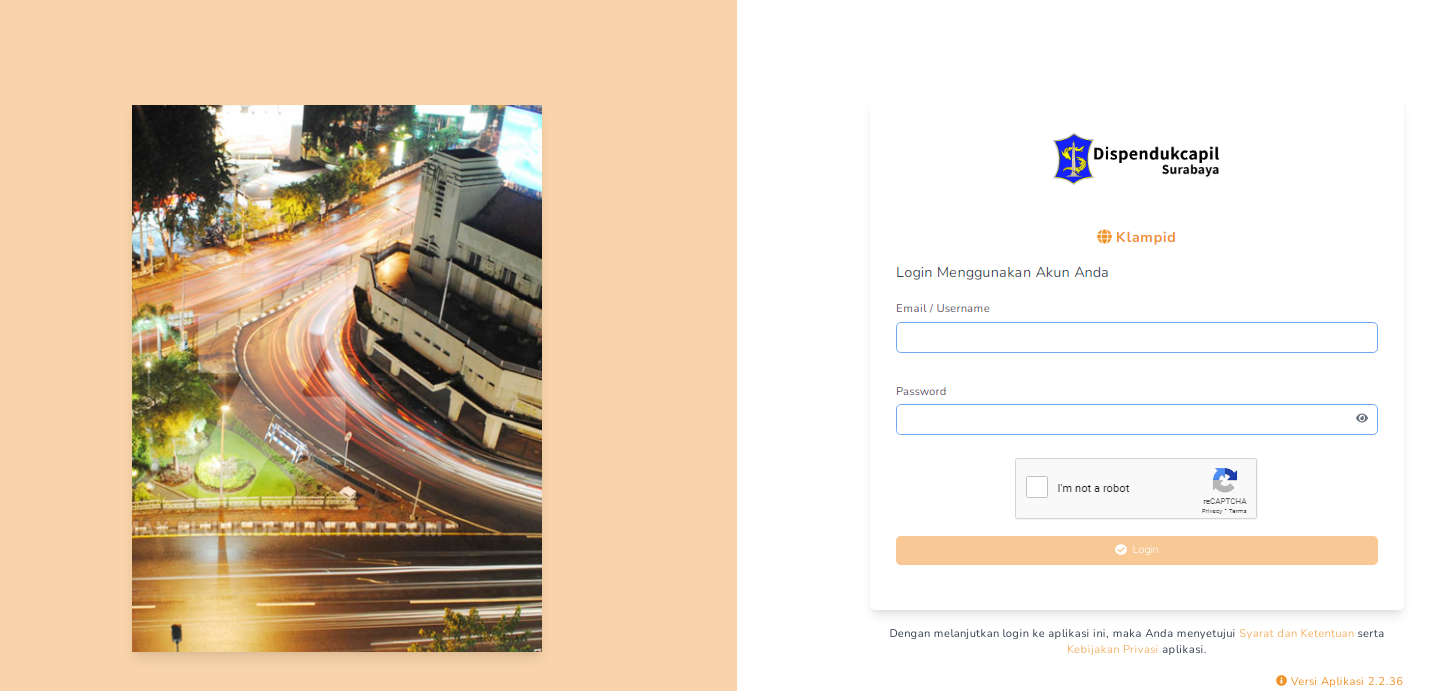 Dispendukcapil
Surabaya
Klampid
Login Menggunakan Akun Anda
Email / Username
Password
I'm not a robot
reCAPTCHA
Privacy - Terms
Login
Dengan melanjutkan login ke aplikasi ini, maka Anda menyetujui Syarat dan Ketentuan serta
Kebijakan Privasi aplikasi.
Versi Aplikasi 2.2.36